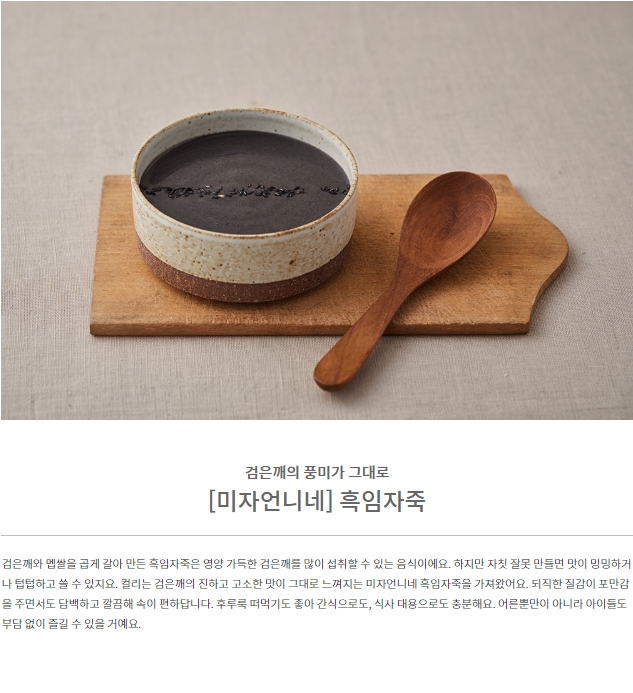 검은깨의 풍미가 그대로
[미자언니네] 흑임자죽
검은깨와 멥쌀을 곱게 갈아 만든 흑임자죽은 영양 가득한 검은깨를 많이 섭취할 수 있는 음식이에요. 하지만 자칫 잘못 만들면 맛이 밍밍하거
나 텁텁하고 쓸 수 있지요. 컬리는 검은깨의 진하고 고소한 맛이 그대로 느껴지는 미자언니네 흑임자죽을 가져왔어요. 되직한 질감이 포만감
을 주면서도 담백하고 깔끔해 속이 편하답니다. 후루룩 떠먹기도 좋아 간식으로도, 식사 대용으로도 충분해요. 어른뿐만이 아니라 아이들도
부담 없이 즐길 수 있을 거예요.